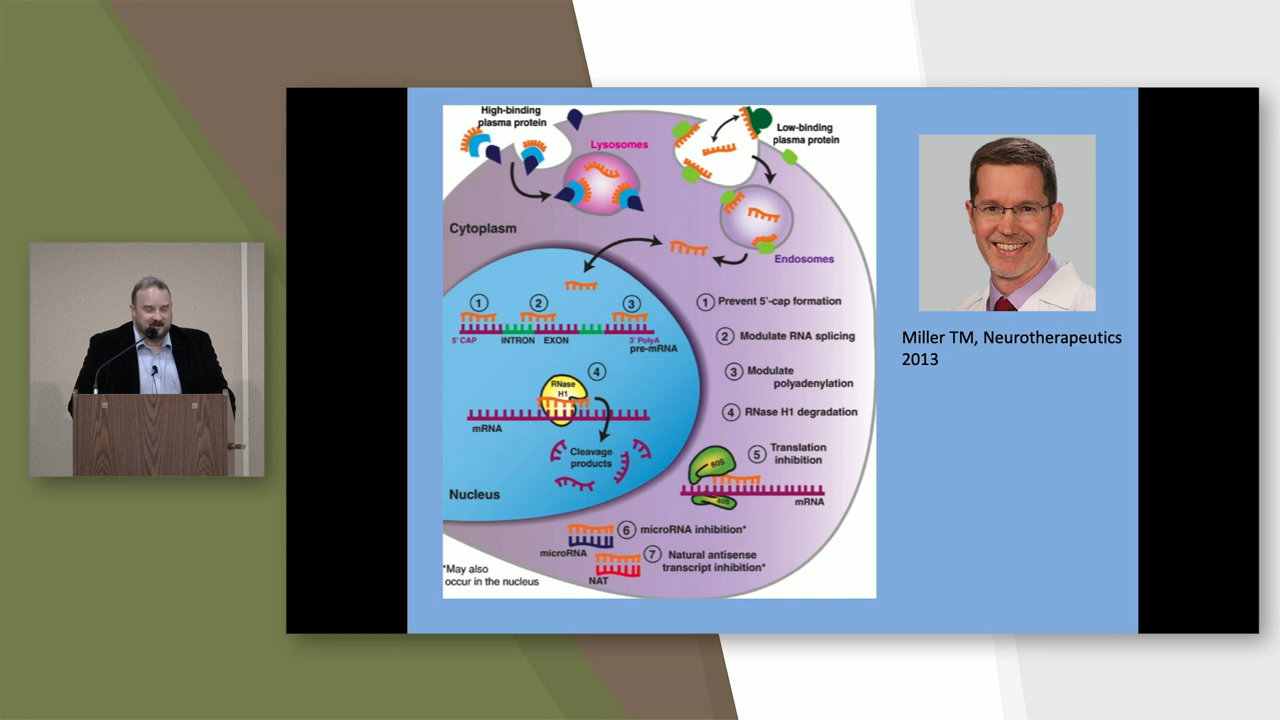 High-binding
plasma protein
Lysosomes
Low-binding
plasma protein
Cytoplasm
Endosomes
1
2
3
5' CAP
INTRON
EXON
3' PolyA
pre-mRNA
4
RNase
H1
mRNA
Cleavage
products
Nucleus
1 Prevent 5'-cap formation
2 Modulate RNA splicing
3 Modulate
polyadenylation
4 RNase H1 degradation
5 Translation
inhibition
60S
40S
mRNA
6 microRNA inhibition*
microRNA
7 Natural antisense
transcript inhibition*
NAT
*May also
occur in the nucleus
Miller TM, Neurotherapeutics
2013